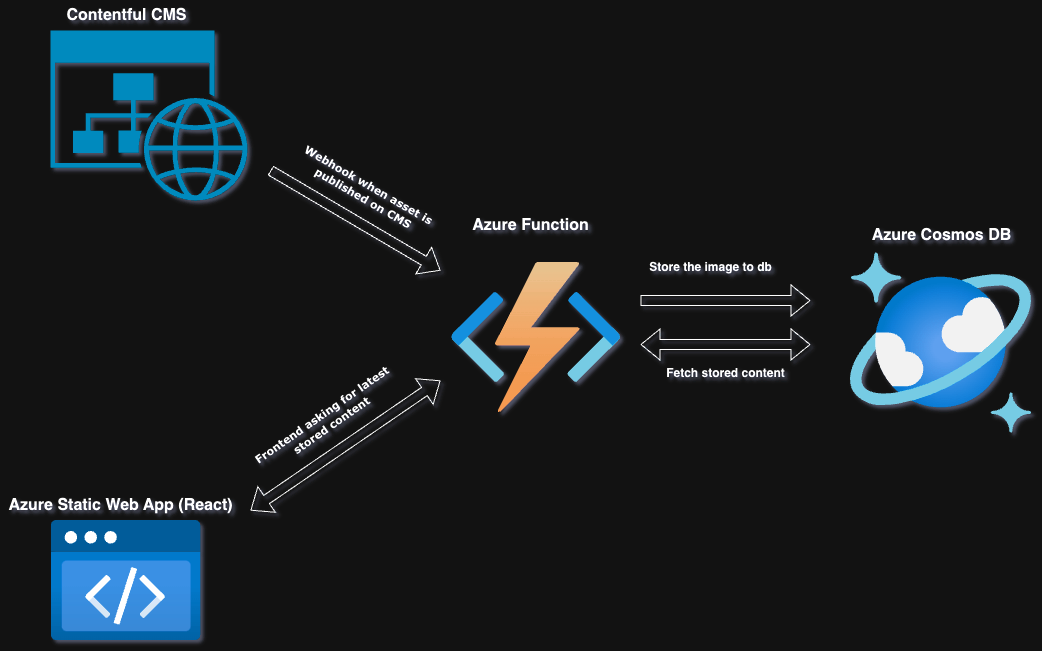 Contentful CMS
Webhook when asset is
published on CMS
Azure Function
Azure Cosmos DB
Store the image to db
Fetch stored content
Frontend asking for latest
stored content
Azure Static Web App (React)